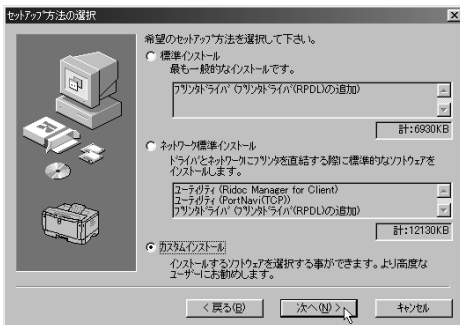 セットアップ方法の選択
希望のセットアップ方法を選択して下さい。
標準インストール
最も一般的なインストールです。
プリンタドライバ (プリンタドライバ(RPDL)の追加)
計:6930KB
ネットワーク標準インストール
ドライバとネットワークにプリンタを直結する際に標準的なソフトウェアを
インストールします。
ユーティリティ (Ridoc Manager for Client)
ユーティリティ (PortNavi(TCP))
プリンタドライバ (プリンタドライバ(RPDL)の追加)
計:12130KB
カスタムインストール
インストールするソフトウェアを選択する事ができます。より高度な
ユーザーにお勧めします。
< 戻る(B)
次へ(N) >
キャンセル